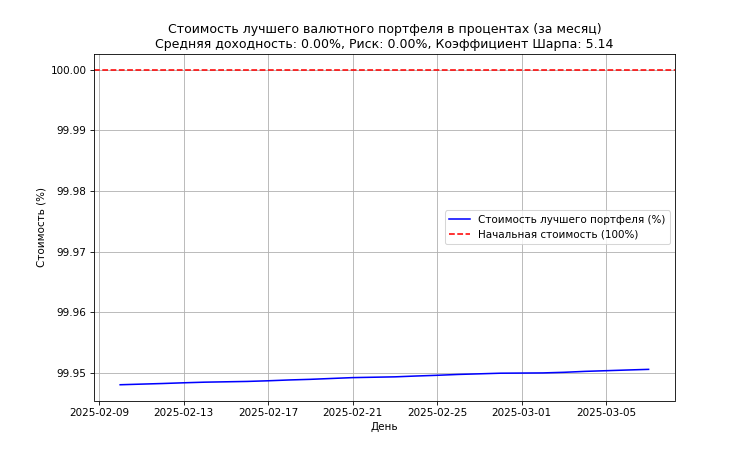 Стоимость лучшего валютного портфеля в процентах (за месяц)
Средняя доходность: 0.00%, Риск: 0.00%, Коэффициент Шарпа: 5.14
Стоимость (%)
100.00
99.99
99.98
99.97
99.96
99.95
Стоимость лучшего портфеля (%)
Начальная стоимость (100%)
2025-02-09
2025-02-13
2025-02-17
2025-02-21
2025-02-25
2025-03-01
2025-03-05
День